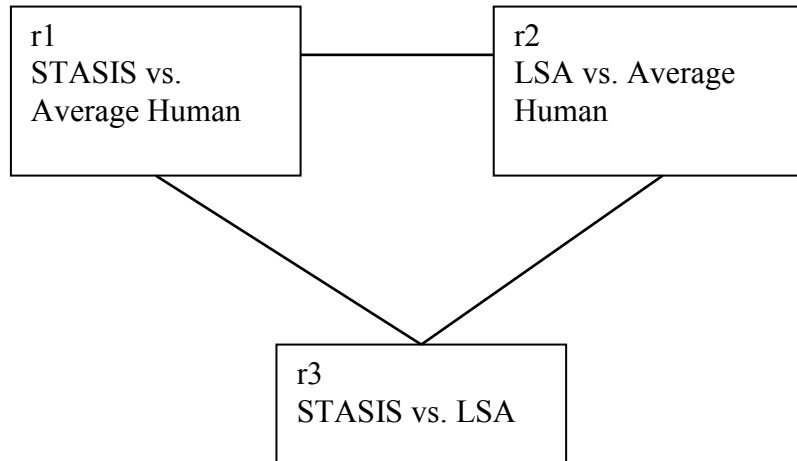 r1
STASIS vs.
Average Human
r2
LSA vs. Average
Human
r3
STASIS vs. LSA